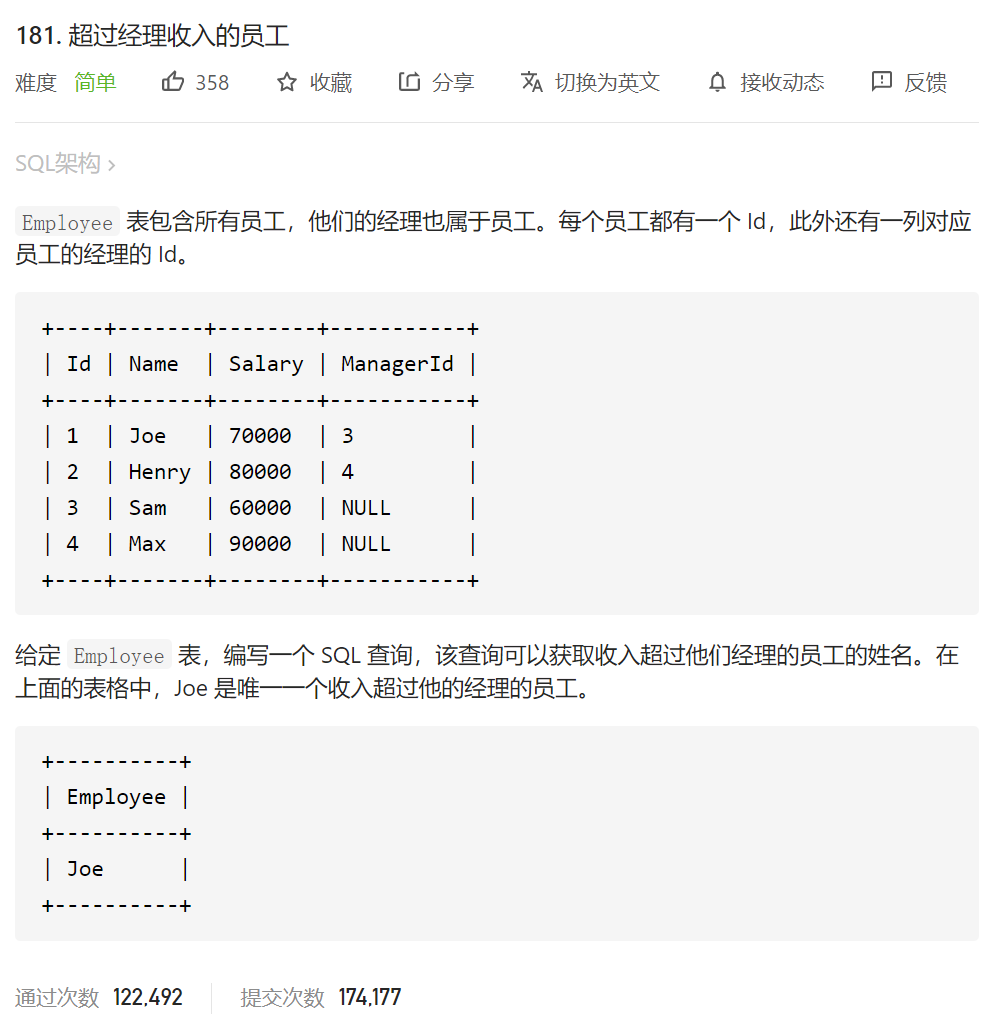 181. 超过经理收入的员工
难度 简单 358 收藏 分享 切换为英文 接收动态 反馈
SQL架构 ›
Employee 表包含所有员工，他们的经理也属于员工。每个员工都有一个 Id，此外还有一列对应
员工的经理的 Id。
+----+-------+--------+-----------+
| Id | Name  | Salary | ManagerId |
+----+-------+--------+-----------+
| 1  | Joe   | 70000  | 3         |
| 2  | Henry | 80000  | 4         |
| 3  | Sam   | 60000  | NULL      |
| 4  | Max   | 90000  | NULL      |
+----+-------+--------+-----------+
给定 Employee 表，编写一个 SQL 查询，该查询可以获取收入超过他们经理的员工的姓名。在
上面的表格中，Joe 是唯一一个收入超过他的经理的员工。
+----------+
| Employee |
+----------+
| Joe      |
+----------+
通过次数 122,492 提交次数 174,177